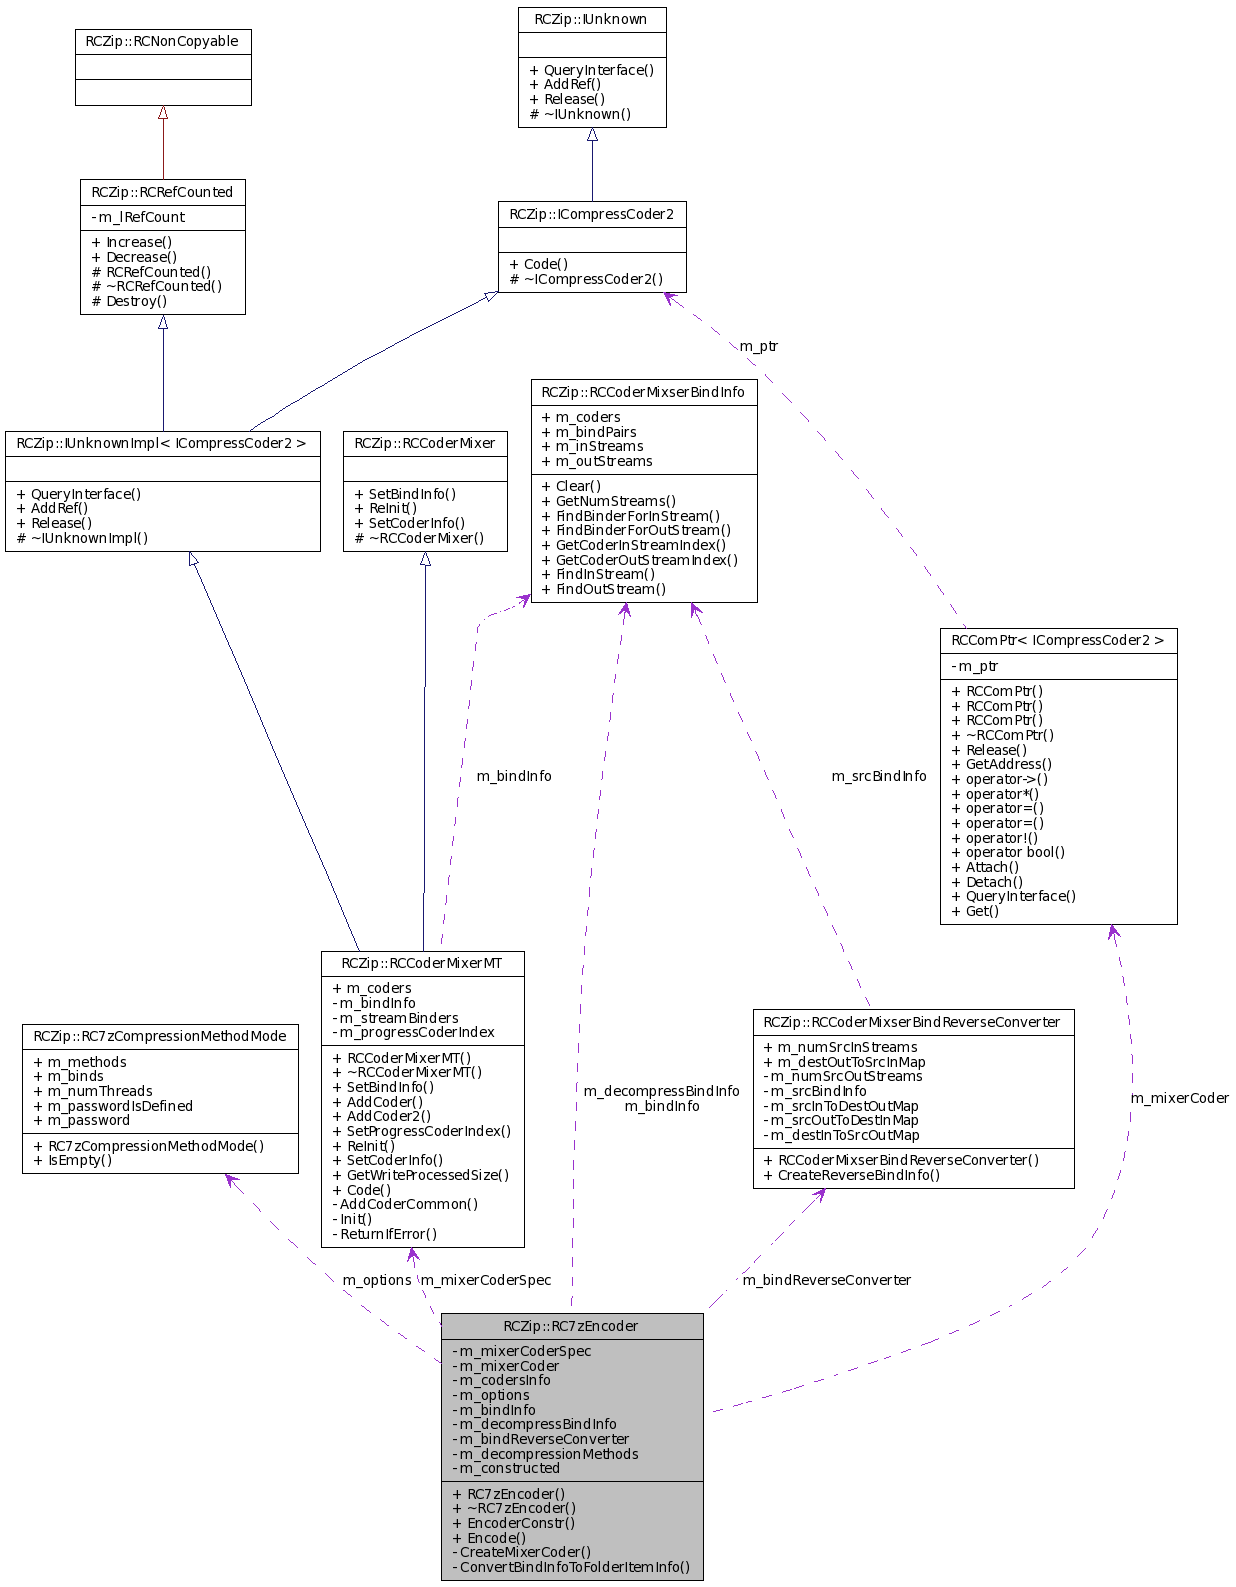 RCZip::IUnknown
+ QueryInterface()
+ AddRef()
+ Release()
# ~IUnknown()
RCZip::RCNonCopyable
RCZip::RCRefCounted
- m_lRefCount
+ Increase()
+ Decrease()
# RCRefCounted()
# ~RCRefCounted()
# Destroy()
RCZip::ICompressCoder2
+ Code()
# ~ICompressCoder2()
m_ptr
RCZip::IUnknownImpl< ICompressCoder2 >
+ QueryInterface()
+ AddRef()
+ Release()
# ~IUnknownImpl()
RCZip::RCCoderMixer
+ SetBindInfo()
+ ReInit()
+ SetCoderInfo()
# ~RCCoderMixer()
RCZip::RCCoderMixserBindInfo
+ m_coders
+ m_bindPairs
+ m_inStreams
+ m_outStreams
+ Clear()
+ GetNumStreams()
+ FindBinderForInStream()
+ FindBinderForOutStream()
+ GetCoderInStreamIndex()
+ GetCoderOutStreamIndex()
+ FindInStream()
+ FindOutStream()
RCComPtr< ICompressCoder2 >
- m_ptr
+ RCComPtr()
+ RCComPtr()
+ RCComPtr()
+ ~RCComPtr()
+ Release()
+ GetAddress()
+ operator->()
+ operator*()
+ operator=()
+ operator=()
+ operator!()
+ operator bool()
+ Attach()
+ Detach()
+ QueryInterface()
+ Get()
m_bindInfo
m_srcBindInfo
RCZip::RC7zCompressionMethodMode
+ m_methods
+ m_binds
+ m_numThreads
+ m_passwordIsDefined
+ m_password
+ RC7zCompressionMethodMode()
+ IsEmpty()
RCZip::RCCoderMixerMT
+ m_coders
- m_bindInfo
- m_streamBinders
- m_progressCoderIndex
+ RCCoderMixerMT()
+ ~RCCoderMixerMT()
+ SetBindInfo()
+ AddCoder()
+ AddCoder2()
+ SetProgressCoderIndex()
+ ReInit()
+ SetCoderInfo()
+ GetWriteProcessedSize()
+ Code()
- AddCoderCommon()
- Init()
- ReturnIfError()
m_decompressBindInfo
m_bindInfo
RCZip::RCCoderMixserBindReverseConverter
+ m_numSrcInStreams
+ m_destOutToSrcInMap
- m_numSrcOutStreams
- m_srcBindInfo
- m_srcInToDestOutMap
- m_srcOutToDestInMap
- m_destInToSrcOutMap
+ RCCoderMixserBindReverseConverter()
+ CreateReverseBindInfo()
m_mixerCoder
m_options
m_mixerCoderSpec
m_bindReverseConverter
RCZip::RC7zEncoder
- m_mixerCoderSpec
- m_mixerCoder
- m_codersInfo
- m_options
- m_bindInfo
- m_decompressBindInfo
- m_bindReverseConverter
- m_decompressionMethods
- m_constructed
+ RC7zEncoder()
+ ~RC7zEncoder()
+ EncoderConstr()
+ Encode()
- CreateMixerCoder()
- ConvertBindInfoToFolderItemInfo()